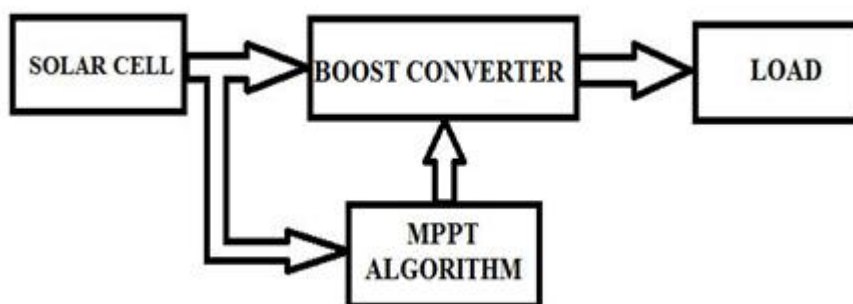 SOLAR CELL
BOOST CONVERTER
LOAD
MPPT
ALGORITHM